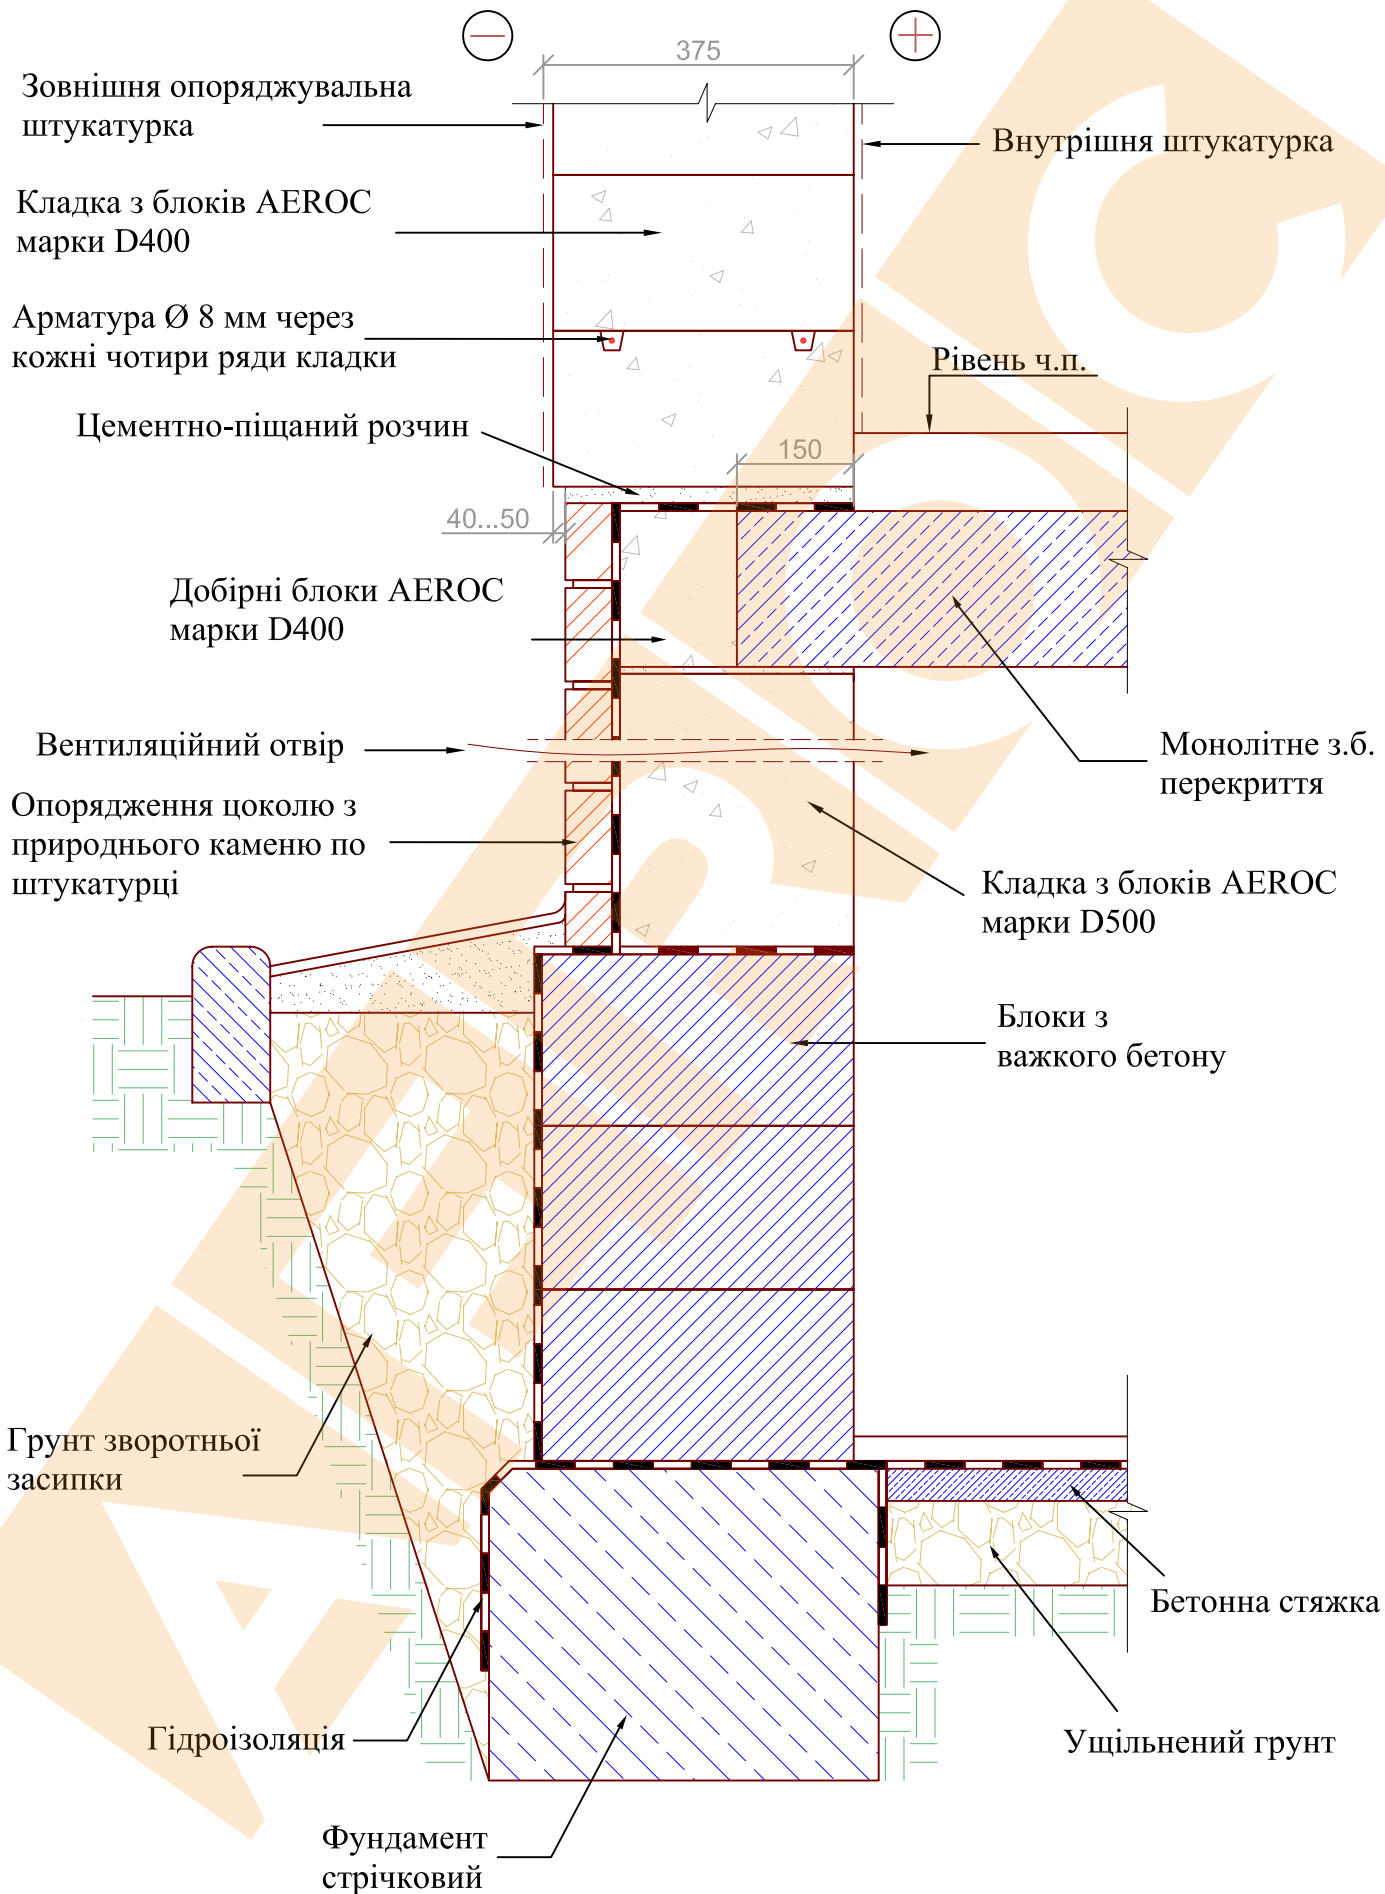 375
Зовнішня опоряджувальна
штукатурка
Внутрішня штукатурка
Кладка з блоків AEROC
марки D400
Арматура Ø 8 мм через
кожні чотири ряди кладки
Рівень ч.п.
Цементно-піщаний розчин
150
40...50
Добірні блоки AEROC
марки D400
Вентиляційний отвір
Монолітне з.б.
перекриття
Опорядження цоколю з
природнього каменю по
штукатурці
Кладка з блоків AEROC
марки D500
Блоки з
важкого бетону
Грунт зворотньої
засипки
Бетонна стяжка
Гідроізоляція
Ущільнений грунт
Фундамент
стрічковий
AEROC